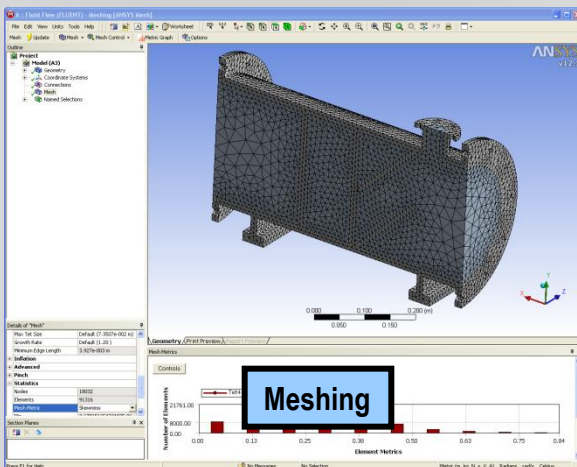 A : Fluid Flow (FLUENT) - Meshing [ANSYS Mesh]
File Edit View Units Tools Help Worksheet
Mesh Update Mesh Mesh Control Metric Graph Options
Outline
Project
Model (A3)
Geometry
Coordinate Systems
Connections
Mesh
Named Selections
ANSYS
v12
Y
X
Z
0.000 0.100 0.200 (m)
0.050 0.150
Geometry Print Preview Report Preview
Details of "Mesh"
Max Tet Size Default
Growth Rate Default (1.20 )
Minimum Edge Length 3.927e-003 m
Inflation
Advanced
Pinch
Statistics
Nodes
Elements 91316
Mesh Metric Skewness
Section Planes
Mesh Metrics
Controls
Number of Elements
21761.00
8000.00
0.00
0.00 0.13 0.25 0.38 0.50 0.63 0.75 0.84
Element Metrics
Meshing
Press F1 for Help No Messages No Selection